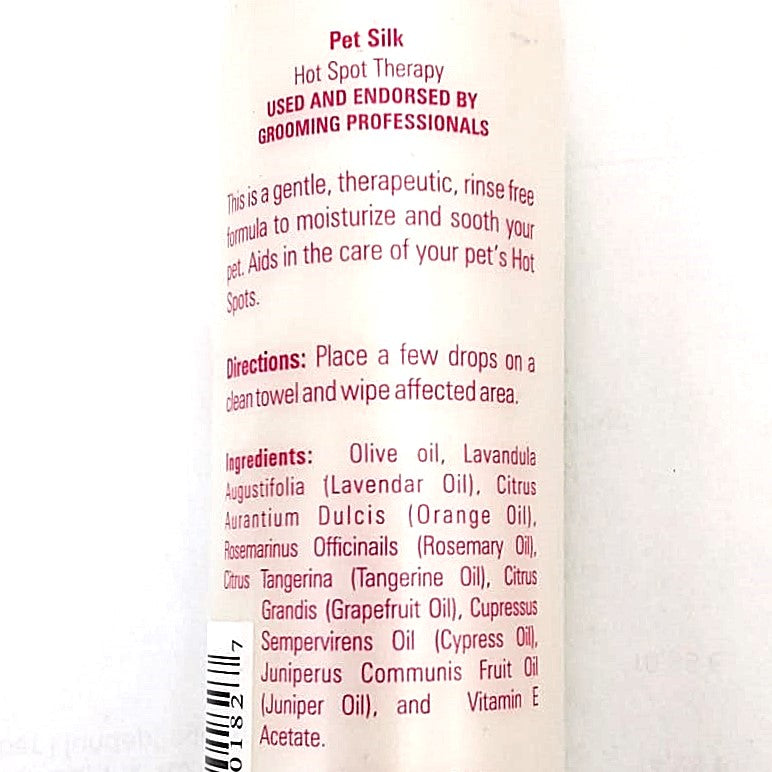 Pet Silk
Hot Spot Therapy
USED AND ENDORSED BY
GROOMING PROFESSIONALS
This is a gentle, therapeutic, rinse free
formula to moisturize and sooth your
pet. Aids in the care of your pet's Hot
Spots.
Directions: Place a few drops on a
clean towel and wipe affected area.
Ingredients: Olive oil, Lavandula
Augustifolia (Lavendar Oil), Citrus
Aurantium Dulcis (Orange Oil),
Rosemarinus Officinails (Rosemary Oil),
Citrus Tangerina (Tangerine Oil), Citrus
Grandis (Grapefruit Oil), Cupressus
Sempervirens Oil (Cypress Oil),
Juniperus Communis Fruit Oil
(Juniper Oil), and Vitamin E
Acetate.
0182 7